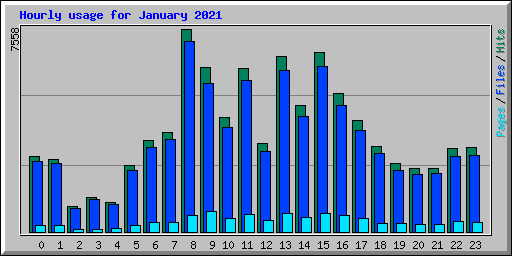 Hourly usage for January 2021
7558
Pages/Files/Hits
0 1 2 3 4 5 6 7 8 9 10 11 12 13 14 15 16 17 18 19 20 21 22 23